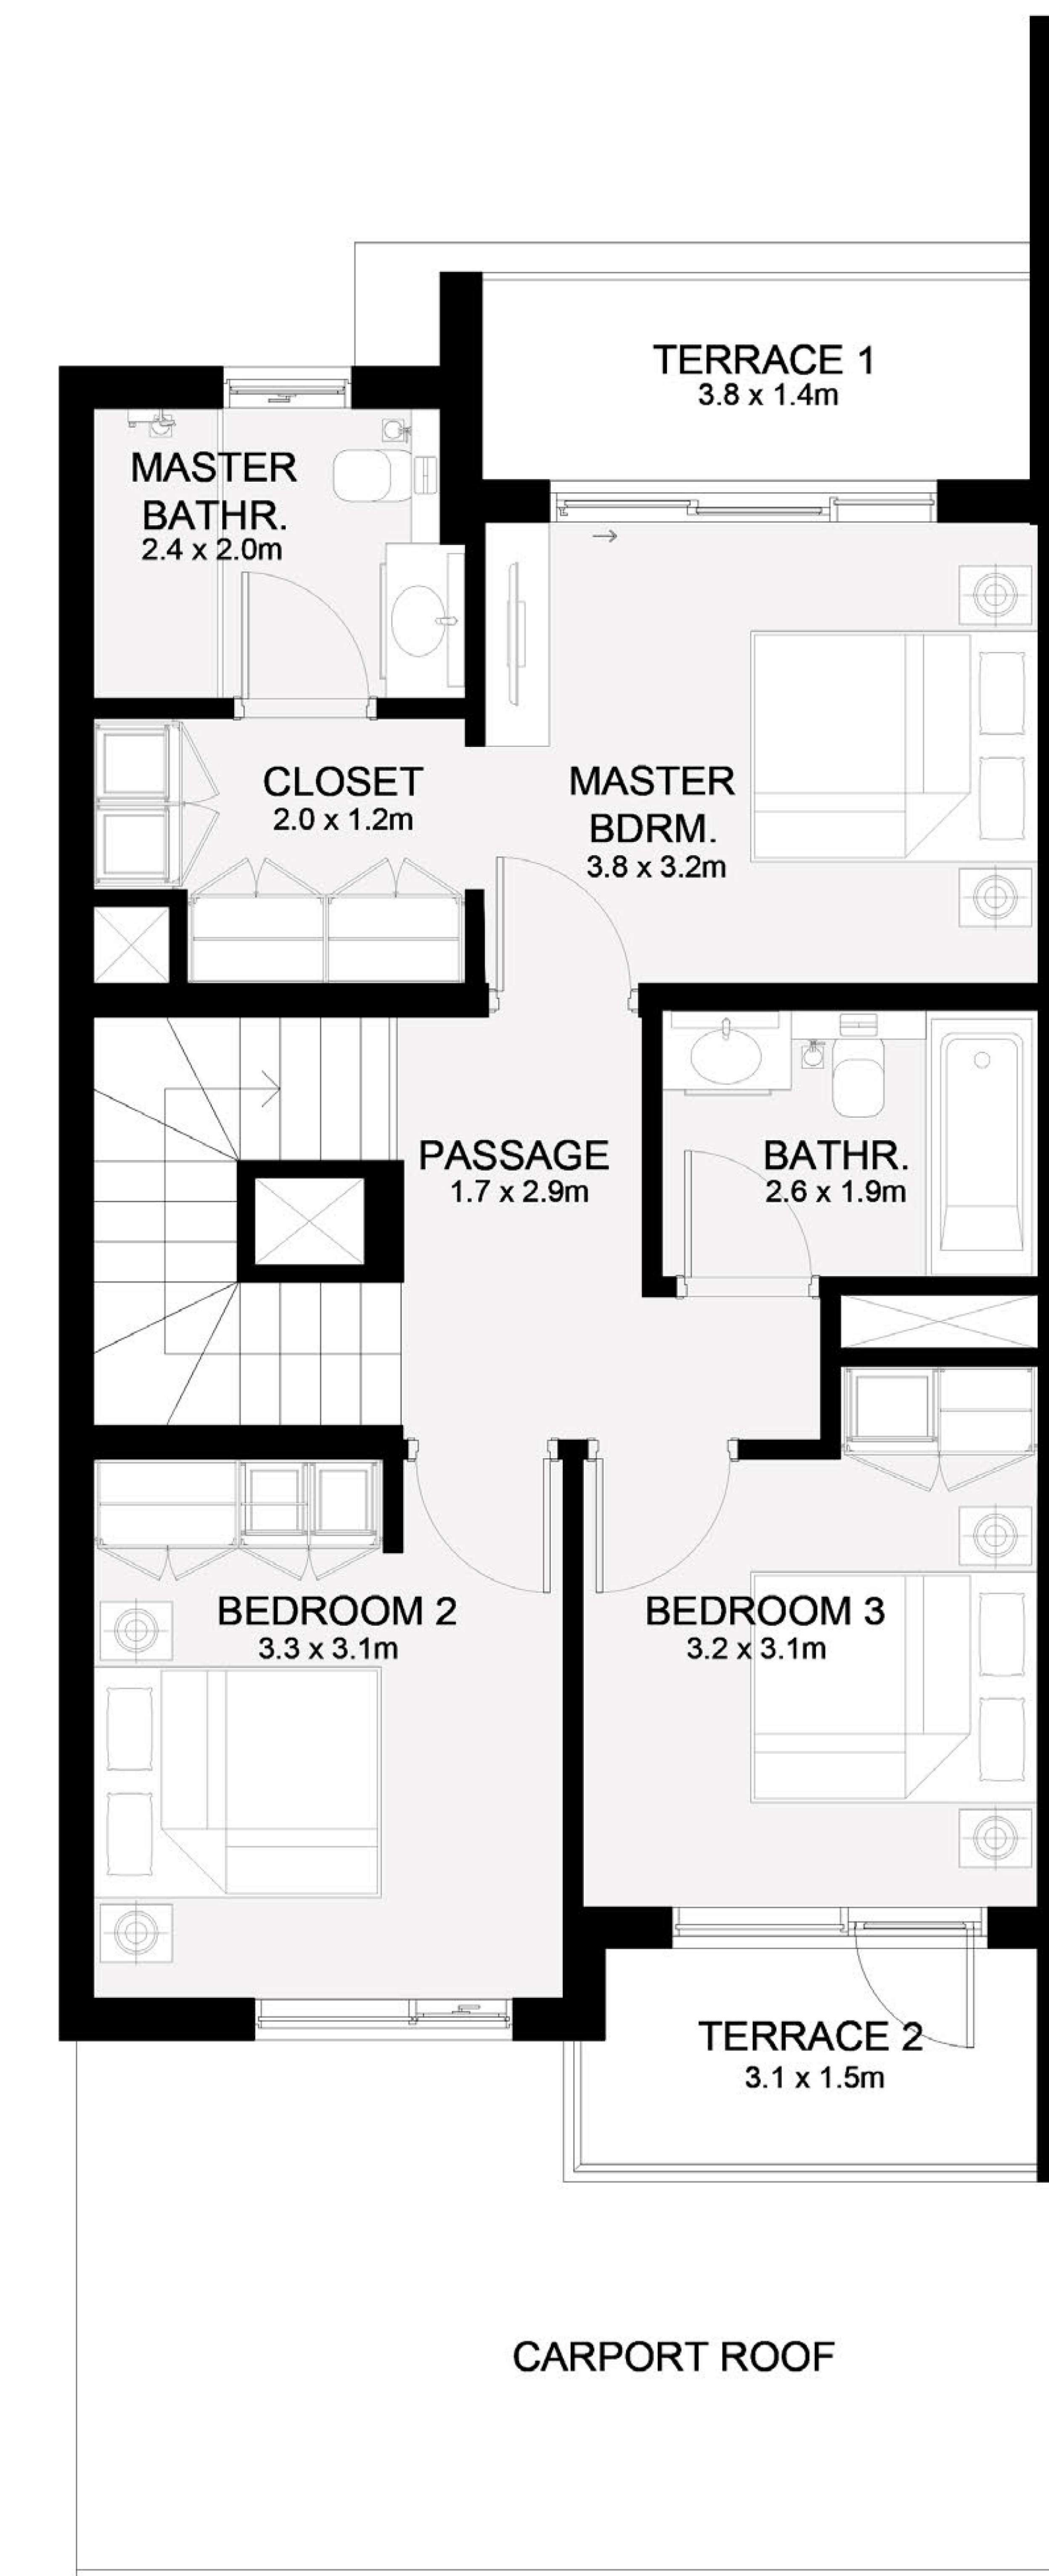 TERRACE 1
3.8 x 1.4m
MASTER
BATHR.
2.4 x 2.0m
CLOSET
2.0 x 1.2m
MASTER
BDRM.
3.8 x 3.2m
PASSAGE
1.7 x 2.9m
BATHR.
2.6 x 1.9m
BEDROOM 2
3.3 x 3.1m
BEDROOM 3
3.2 x 3.1m
TERRACE 2
3.1 x 1.5m
CARPORT ROOF